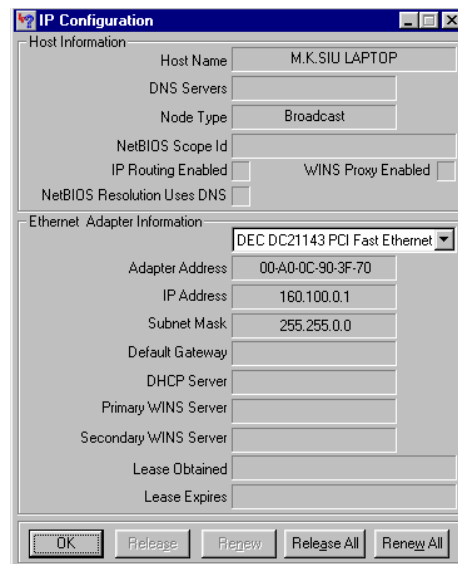 IP Configuration
Host Information
Host Name M.K.SIU LAPTOP
DNS Servers
Node Type Broadcast
NetBIOS Scope Id
IP Routing Enabled WINS Proxy Enabled
NetBIOS Resolution Uses DNS
Ethernet Adapter Information
DEC DC21143 PCI Fast Ethernet
Adapter Address 00-A0-0C-90-3F-70
IP Address 160.100.0.1
Subnet Mask 255.255.0.0
Default Gateway
DHCP Server
Primary WINS Server
Secondary WINS Server
Lease Obtained
Lease Expires
OK Release Renew Release All Renew All